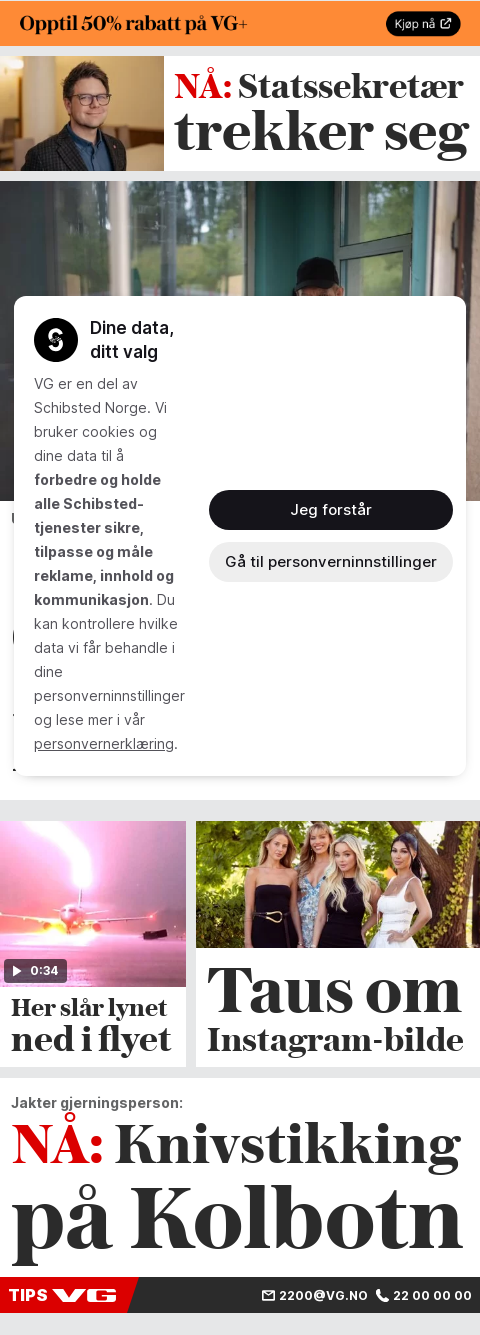 Opptil 50% rabatt på VG+
Kjøp nå
NÅ: Statssekretær
trekker seg
Dine data,
ditt valg
VG er en del av
Schibsted Norge. Vi
bruker cookies og
dine data til å
forbedre og holde
alle Schibsted-
tjenester sikre,
tilpasse og måle
reklame, innhold og
kommunikasjon. Du
kan kontrollere hvilke
data vi får behandle i
dine
personverninnstillinger
og lese mer i vår
personvernerklæring.
Jeg forstår
Gå til personverninnstillinger
0:34
Her slår lynet
ned i flyet
Taus om
Instagram-bilde
Jakter gjerningsperson:
NÅ: Knivstikking
på Kolbotn
TIPS VG 2200@VG.NO 22 00 00 00